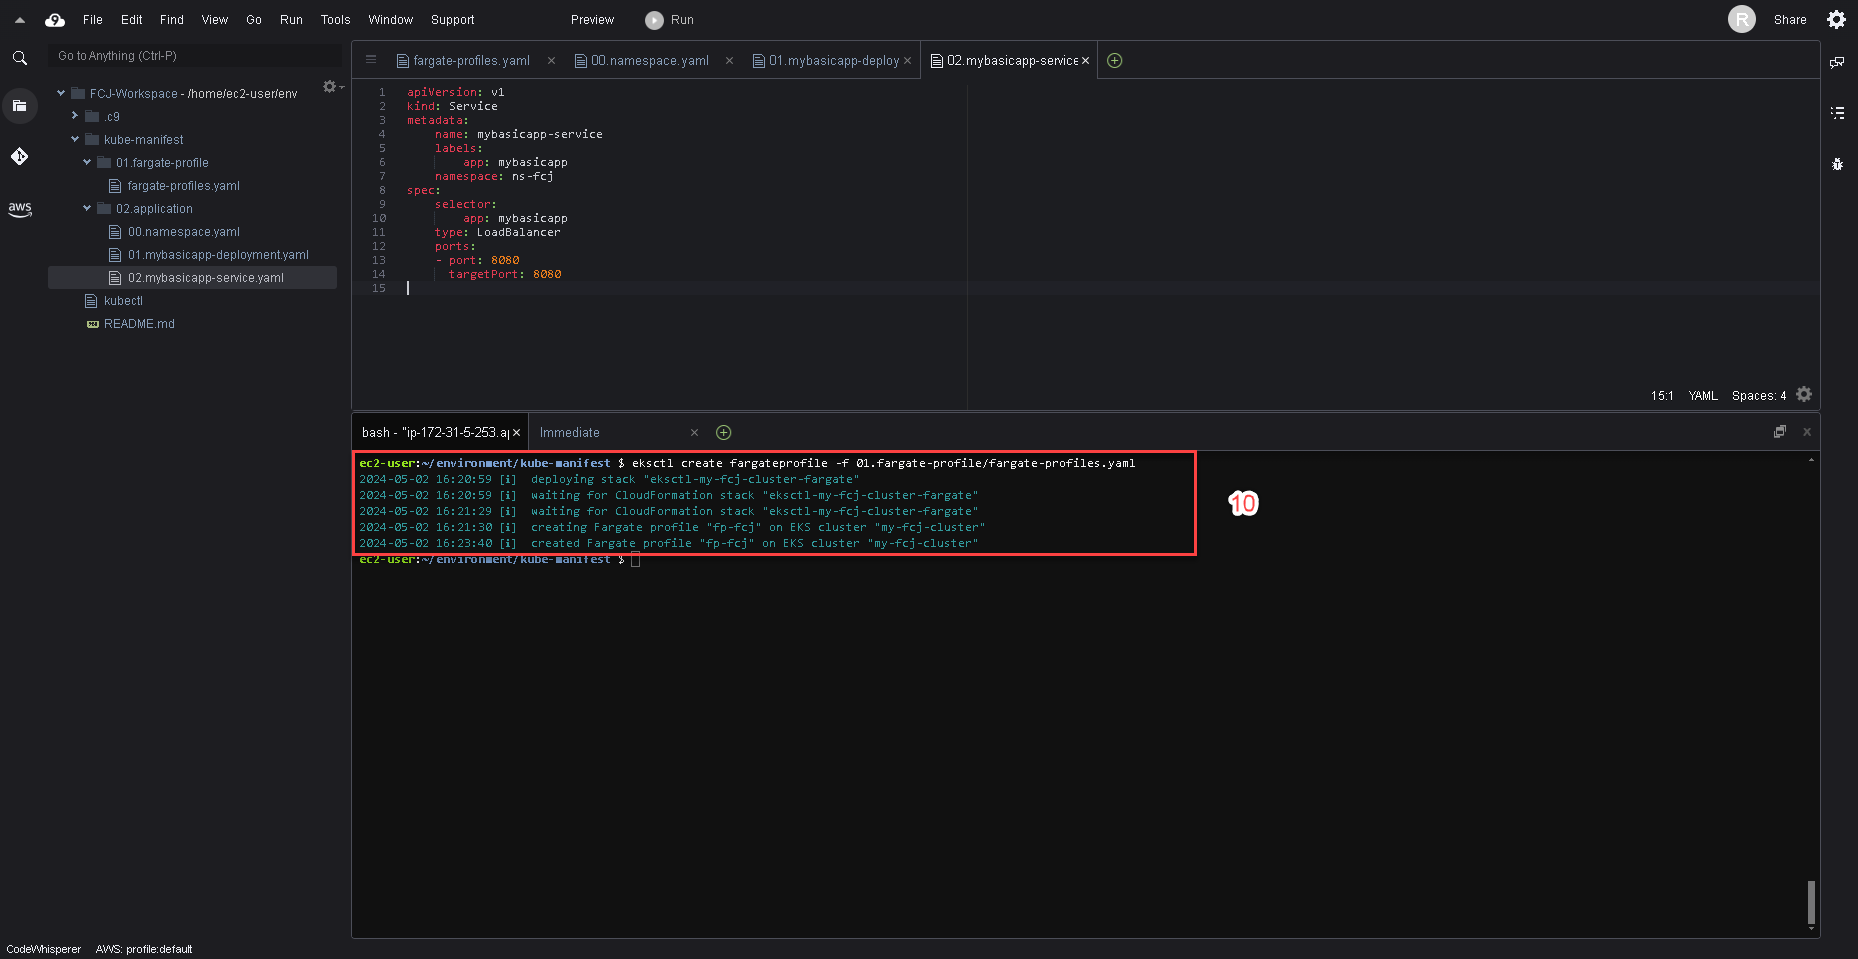 File Edit Find View Go Run Tools Window Support Preview Run R Share
Go to Anything (Ctrl-P)
FCJ-Workspace - /home/ec2-user/env
.c9
kube-manifest
01.fargate-profile
fargate-profiles.yaml
02.application
00.namespace.yaml
01.mybasicapp-deployment.yaml
02.mybasicapp-service.yaml
kubectl
README.md
aws
fargate-profiles.yaml 00.namespace.yaml 01.mybasicapp-deploy 02.mybasicapp-service
1 apiVersion: v1
2 kind: Service
3 metadata:
4 name: mybasicapp-service
5 labels:
6 app: mybasicapp
7 namespace: ns-fcj
8 spec:
9 selector:
10 app: mybasicapp
11 type: LoadBalancer
12 ports:
13 - port: 8080
14 targetPort: 8080
15
15:1 YAML Spaces: 4
bash - "ip-172-31-5-253.ap Immediate
ec2-user:~/environment/kube-manifest $ eksctl create fargateprofile -f 01.fargate-profile/fargate-profiles.yaml
2024-05-02 16:20:59 [i] deploying stack "eksctl-my-fcj-cluster-fargate"
2024-05-02 16:20:59 [i] waiting for CloudFormation stack "eksctl-my-fcj-cluster-fargate"
2024-05-02 16:21:29 [i] waiting for CloudFormation stack "eksctl-my-fcj-cluster-fargate"
2024-05-02 16:21:30 [i] creating Fargate profile "fp-fcj" on EKS cluster "my-fcj-cluster"
2024-05-02 16:23:40 [i] created Fargate profile "fp-fcj" on EKS cluster "my-fcj-cluster"
ec2-user:~/environment/kube-manifest $
10
CodeWhisperer AWS: profile:default